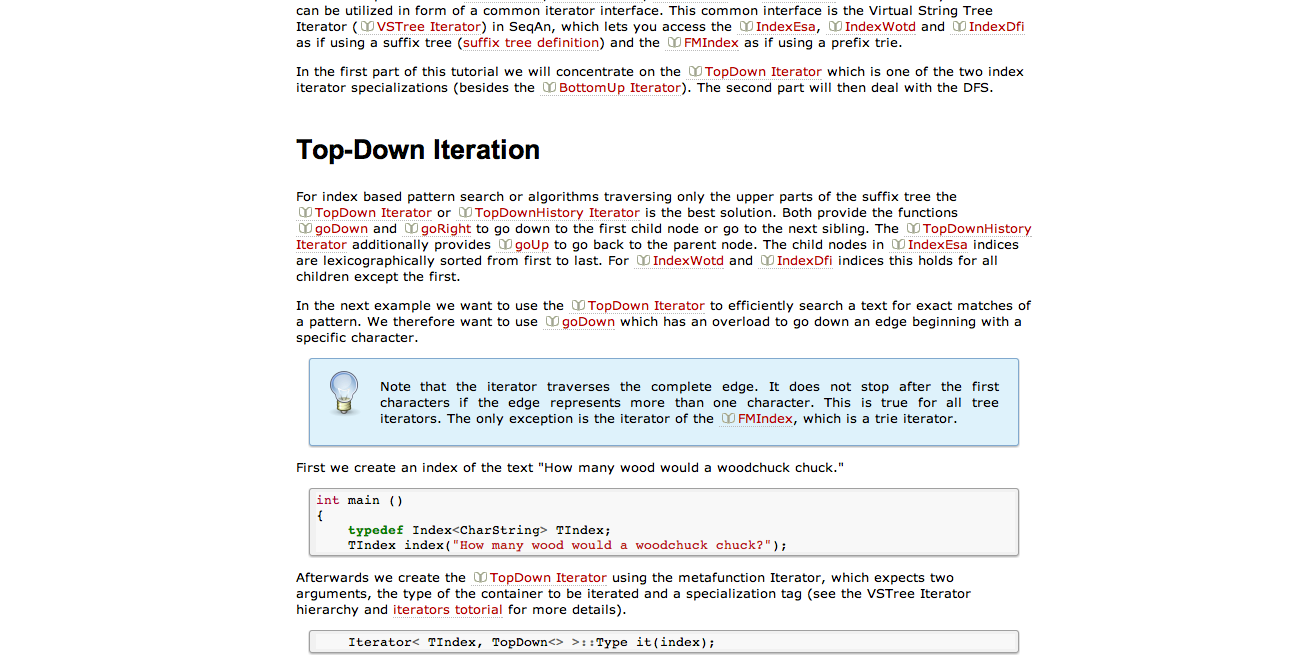 can be utilized in form of a common iterator interface. This common interface is the Virtual String Tree
Iterator ( VSTree Iterator) in SeqAn, which lets you access the IndexEsa, IndexWotd and IndexDfi
as if using a suffix tree (suffix tree definition) and the FMIndex as if using a prefix trie.
In the first part of this tutorial we will concentrate on the TopDown Iterator which is one of the two index
iterator specializations (besides the BottomUp Iterator). The second part will then deal with the DFS.
Top-Down Iteration
For index based pattern search or algorithms traversing only the upper parts of the suffix tree the
TopDown Iterator or TopDownHistory Iterator is the best solution. Both provide the functions
goDown and goRight to go down to the first child node or go to the next sibling. The TopDownHistory
Iterator additionally provides goUp to go back to the parent node. The child nodes in IndexEsa indices
are lexicographically sorted from first to last. For IndexWotd and IndexDfi indices this holds for all
children except the first.
In the next example we want to use the TopDown Iterator to efficiently search a text for exact matches of
a pattern. We therefore want to use goDown which has an overload to go down an edge beginning with a
specific character.
Note that the iterator traverses the complete edge. It does not stop after the first
characters if the edge represents more than one character. This is true for all tree
iterators. The only exception is the iterator of the FMIndex, which is a trie iterator.
First we create an index of the text "How many wood would a woodchuck chuck."
int main ()
{
    typedef Index<CharString> TIndex;
    TIndex index("How many wood would a woodchuck chuck?");
Afterwards we create the TopDown Iterator using the metafunction Iterator, which expects two
arguments, the type of the container to be iterated and a specialization tag (see the VSTree Iterator
hierarchy and iterators totorial for more details).
    Iterator< TIndex, TopDown<> >::Type it(index);